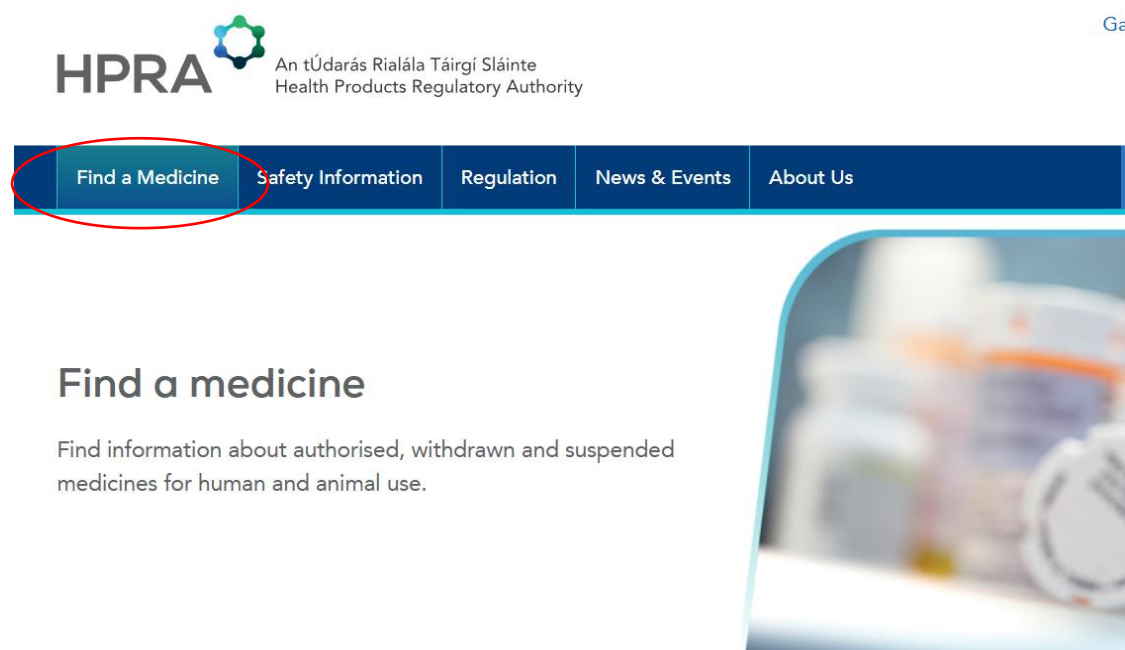 Ga
HPRA
An tÚdarás Rialála Táirgí Sláinte
Health Products Regulatory Authority
Find a Medicine
Safety Information
Regulation
News & Events
About Us
Find a medicine
Find information about authorised, withdrawn and suspended
medicines for human and animal use.